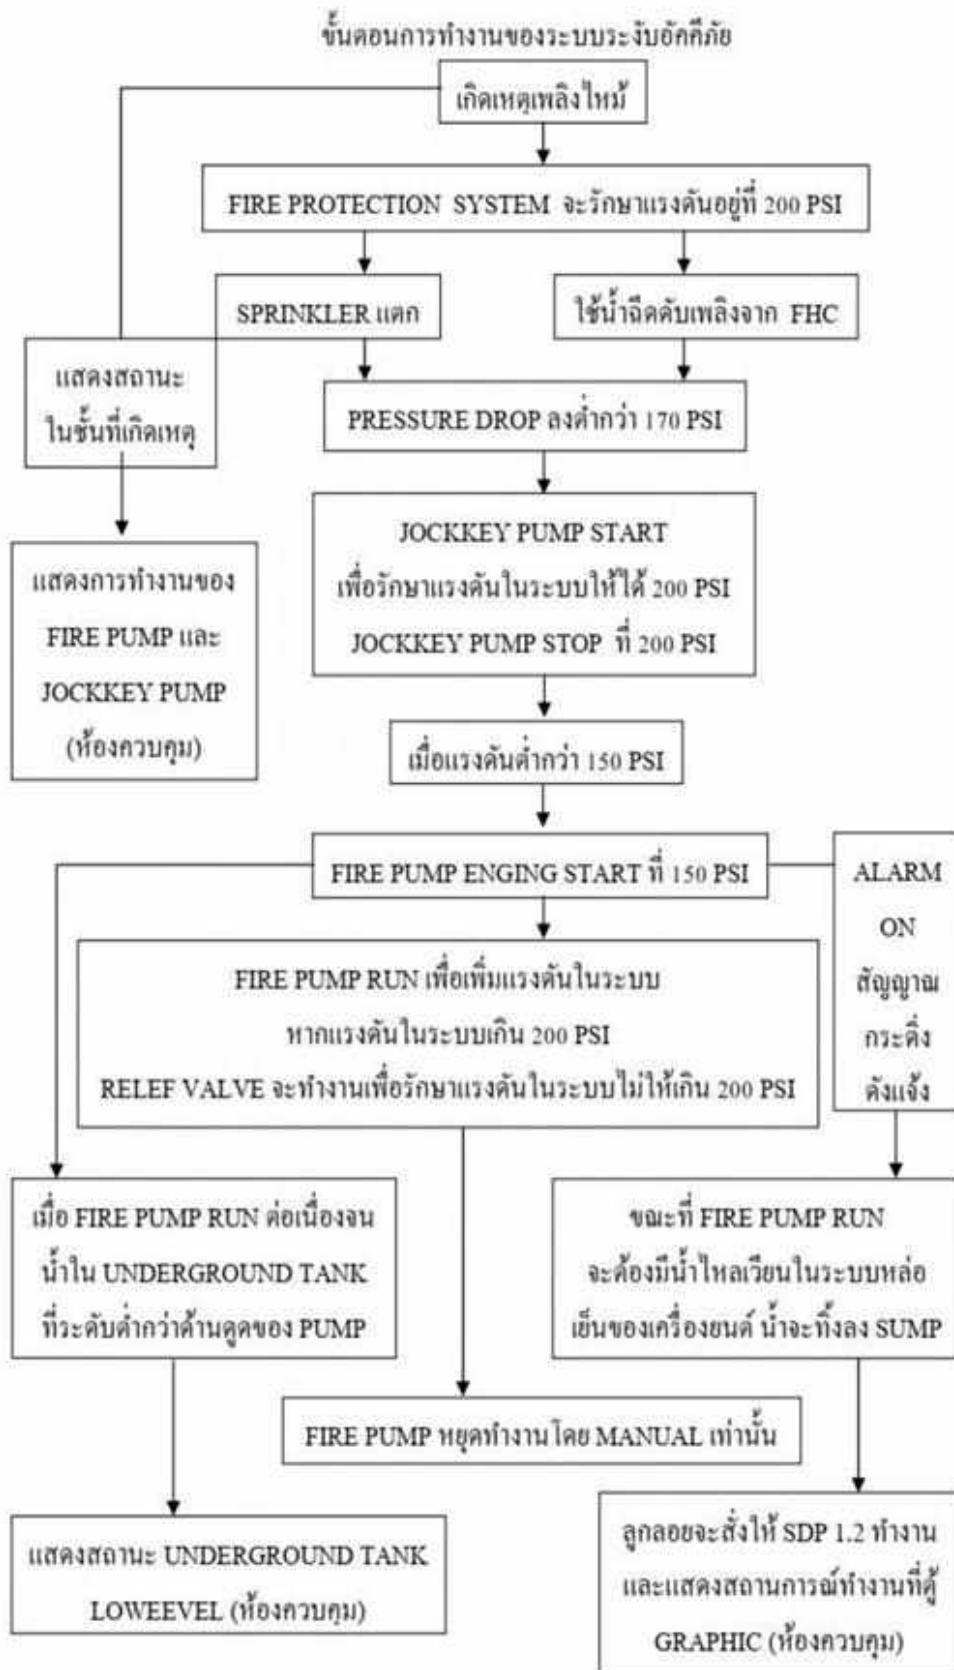 ขั้นตอนการทำงานของระบบระงับอัคคีภัย
เกิดเหตุเพลิงไหม้
FIRE PROTECTION SYSTEM จะรักษาแรงดันอยู่ที่ 200 PSI
SPRINKLER แตก
ใช้น้ำฉีดดับเพลิงจาก FHC
แสดงสถานะ
ในชั้นที่เกิดเหตุ
PRESSURE DROP ลงต่ำกว่า 170 PSI
JOCKKEY PUMP START
เพื่อรักษาแรงดันในระบบให้ได้ 200 PSI
JOCKKEY PUMP STOP ที่ 200 PSI
แสดงการทำงานของ
FIRE PUMP และ
JOCKKEY PUMP
(ห้องควบคุม)
เมื่อแรงดันต่ำกว่า 150 PSI
FIRE PUMP ENGING START ที่ 150 PSI
ALARM
ON
สัญญาณ
กระดิ่ง
ดังแจ้ง
FIRE PUMP RUN เพื่อเพิ่มแรงดันในระบบ
หากแรงดันในระบบเกิน 200 PSI
RELEF VALVE จะทำงานเพื่อรักษาแรงดันในระบบไม่ให้เกิน 200 PSI
เมื่อ FIRE PUMP RUN ต่อเนื่องจน
น้ำใน UNDERGROUND TANK
ที่ระดับต่ำกว่าด้านดูดของ PUMP
ขณะที่ FIRE PUMP RUN
จะต้องมีน้ำไหลเวียนในระบบหล่อ
เย็นของเครื่องยนต์ น้ำจะทิ้งลง SUMP
FIRE PUMP หยุดทำงานโดย MANUAL เท่านั้น
แสดงสถานะ UNDERGROUND TANK
LOWEEVEL (ห้องควบคุม)
ลูกลอยจะสั่งให้ SDP 1.2 ทำงาน
และแสดงสถานการณ์ทำงานที่ตู้
GRAPHIC (ห้องควบคุม)